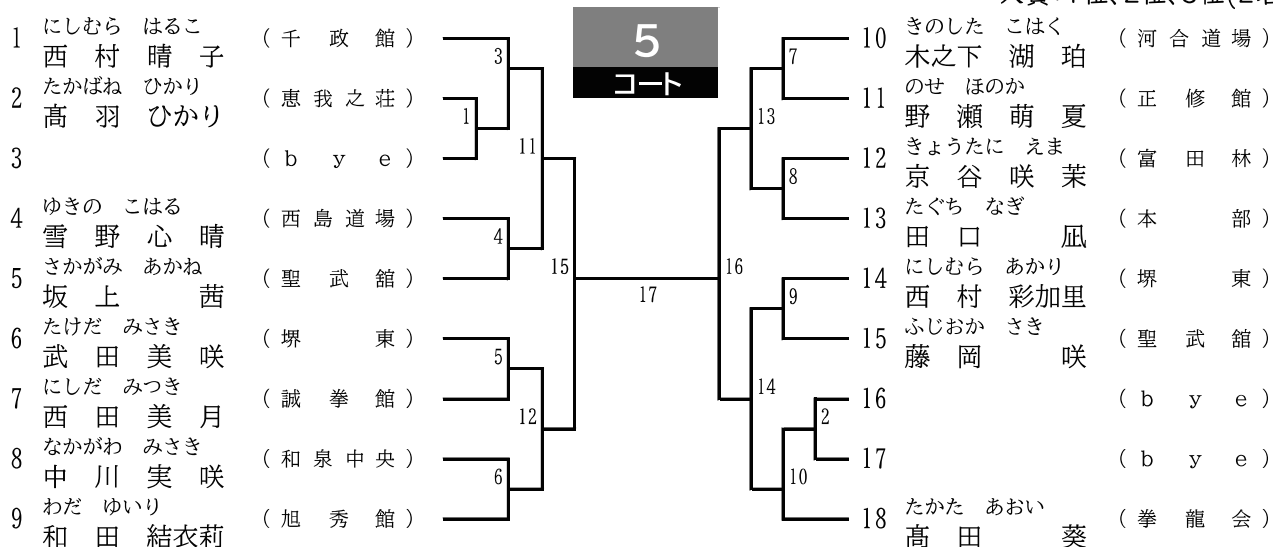 入賞：1位、2位、3位(2名
5
コート
1 にしむら はるこ
西村 晴子 (千政館)
2 たかばね ひかり
髙羽 ひかり (恵我之荘)
3 (bye)
4 ゆきの こはる
雪野心晴 (西島道場)
5 さかがみ あかね
坂上 茜 (聖武舘)
6 たけだ みさき
武田美咲 (堺東)
7 にしだ みつき
西田美月 (誠拳館)
8 なかがわ みさき
中川実咲 (和泉中央)
9 わだ ゆいり
和田 結衣莉 (旭秀館)
3
1
11
4
15
5
12
6
17
7
13
8
16
9
14
2
10
10 きのした こはく
木之下 湖珀 (河合道場)
11 のせ ほのか
野瀬萌夏 (正修館)
12 きょうたに えま
京谷咲茉 (富田林)
13 たぐち なぎ
田口 凪 (本部)
14 にしむら あかり
西村 彩加里 (堺東)
15 ふじおか さき
藤岡 咲 (聖武舘)
16 (bye)
17 (bye)
18 たかた あおい
髙田 葵 (拳龍会)